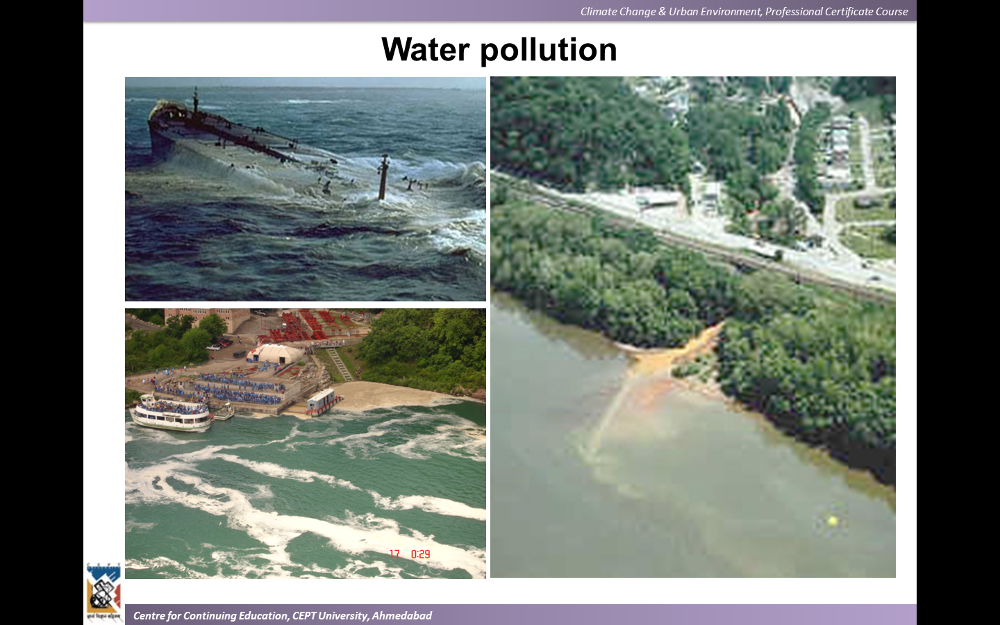 Climate Change & Urban Environment, Professional Certificate Course
Water pollution
17 0:29
C E P T
Centre for Continuing Education, CEPT University, Ahmedabad